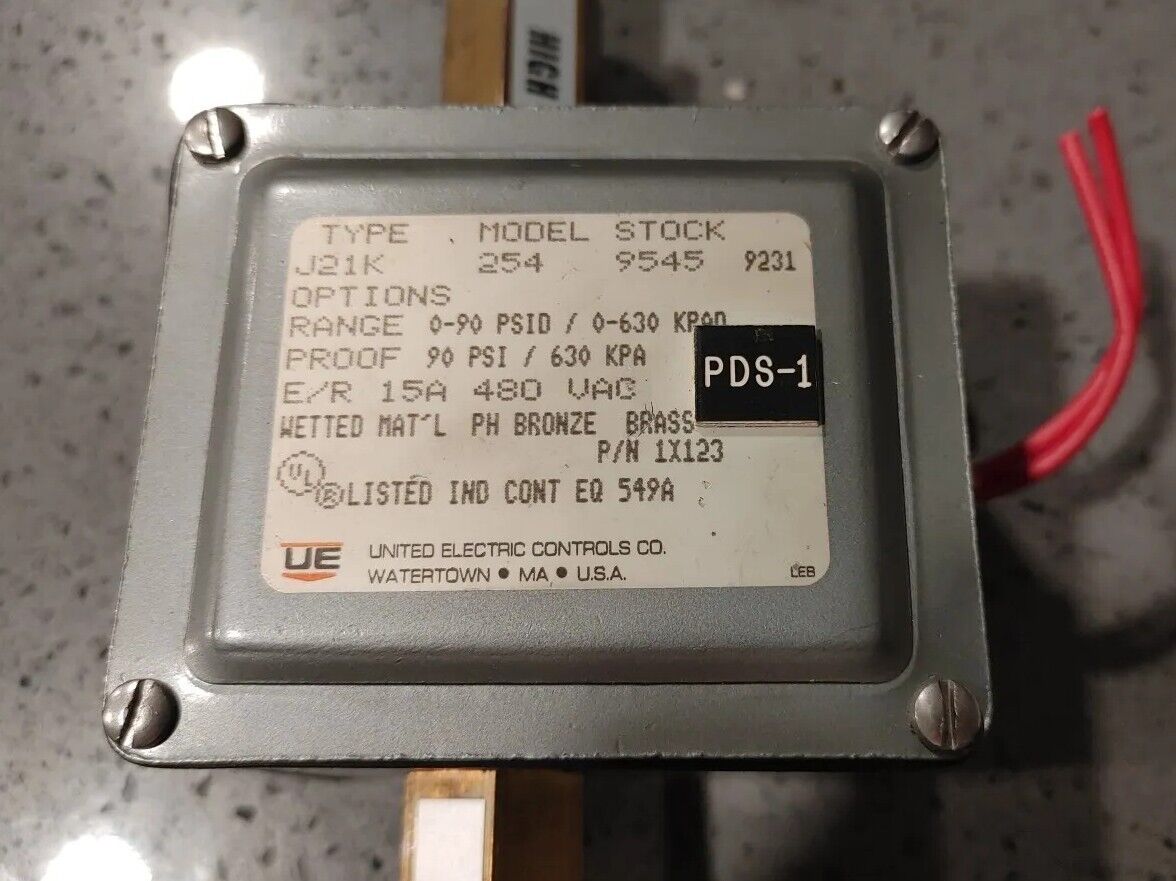 HIGH
TYPE MODEL STOCK
J21K 254 9545 9231
OPTIONS
RANGE 0-90 PSID / 0-630 KPAD
PROOF 90 PSI / 630 KPA
PDS-1
E/R 15A 480 VAC
WETTED MAT'L PH BRONZE BRASS
P/N 1X123
UL ® LISTED IND CONT EQ 549A
UE UNITED ELECTRIC CONTROLS CO.
WATERTOWN • MA • U.S.A. LEB